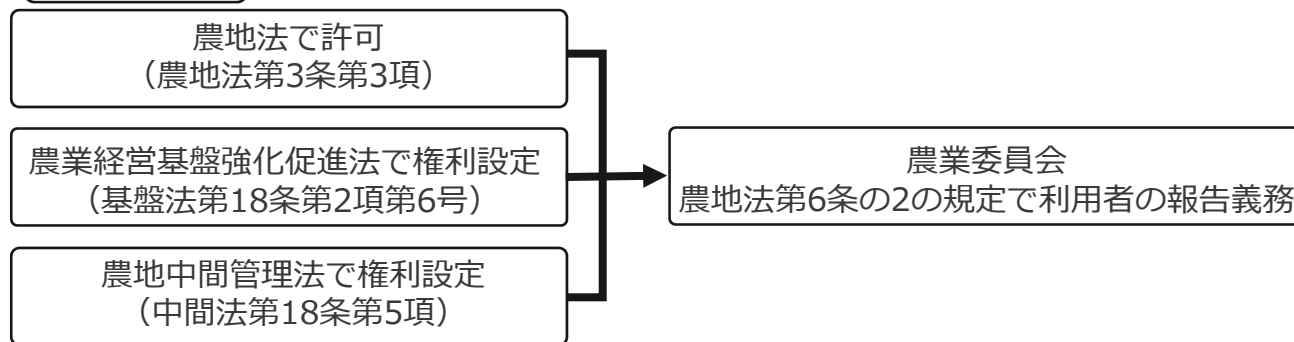 農地法で許可
（農地法第3条第3項）
農業経営基盤強化促進法で権利設定
（基盤法第18条第2項第6号）
農地中間管理法で権利設定
（中間法第18条第5項）
農業委員会
農地法第6条の2の規定で利用者の報告義務